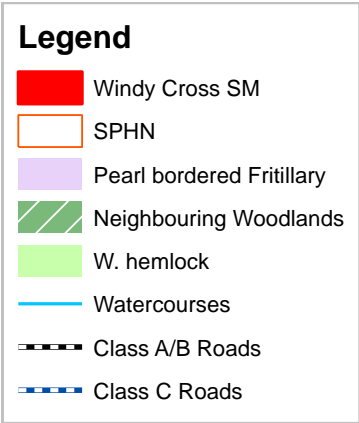 Legend
Windy Cross SM
SPHN
Pearl bordered Fritillary
Neighbouring Woodlands
W. hemlock
Watercourses
Class A/B Roads
Class C Roads